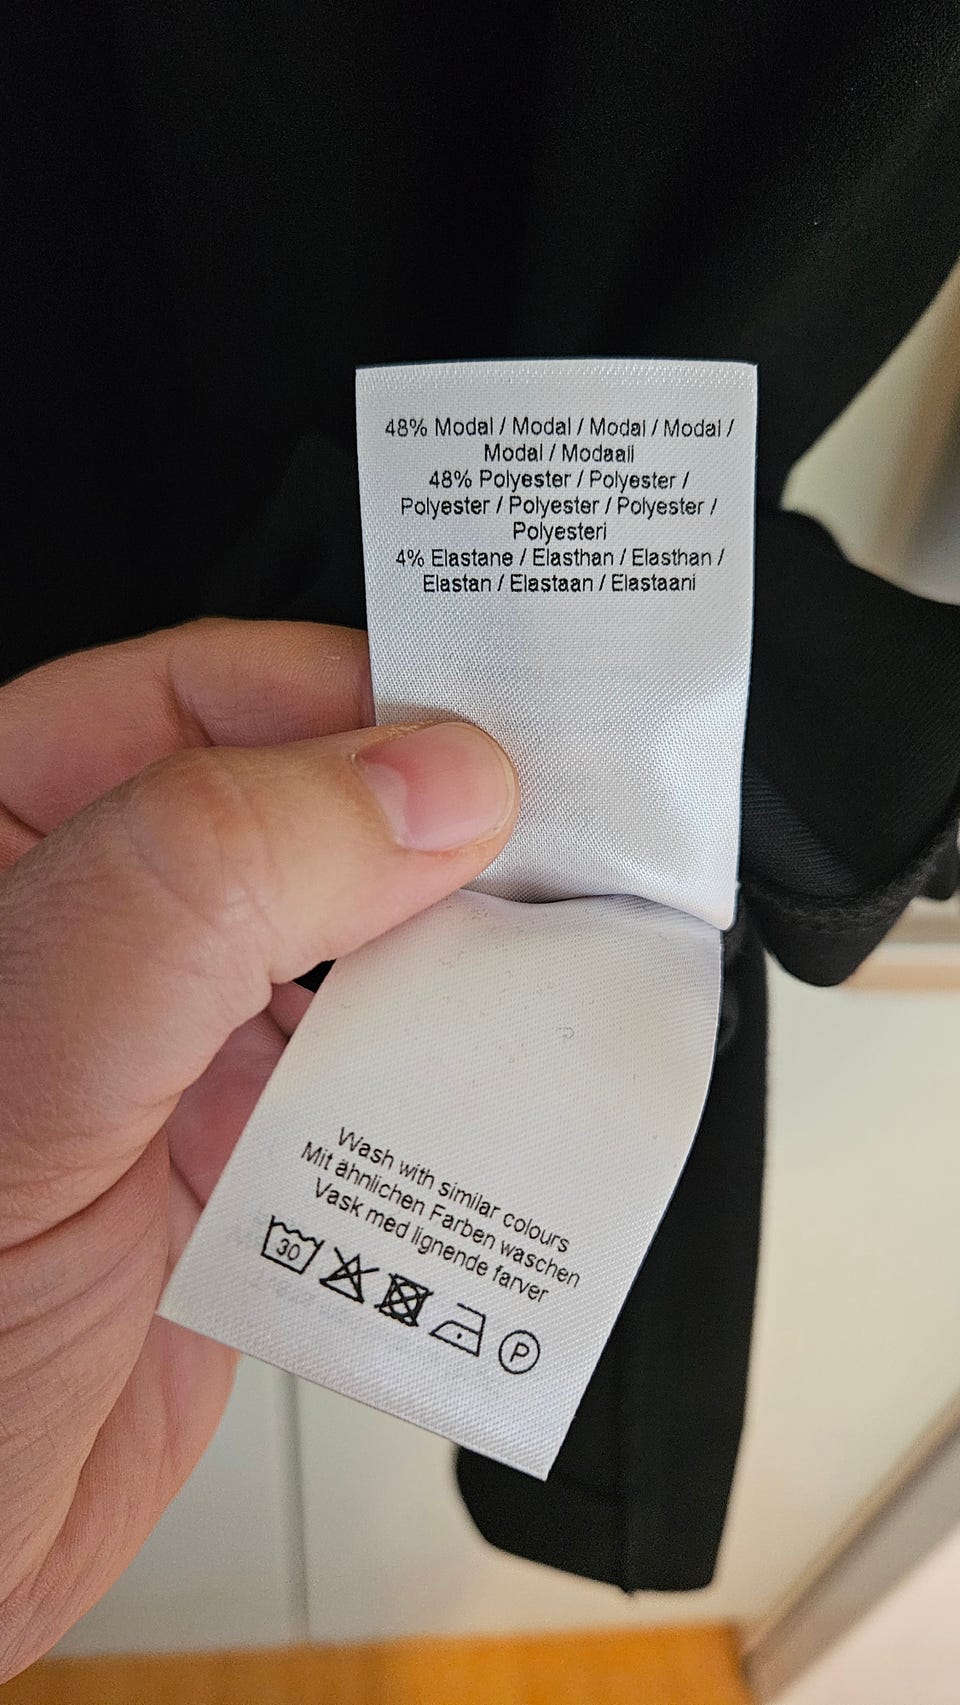 48% Modal / Modal / Modal / Modal /
Modal / Modaali
48% Polyester / Polyester /
Polyester / Polyester / Polyester /
Polyesteri
4% Elastane / Elasthan / Elasthan /
Elastan / Elastaan / Elastaani
Wash with similar colours
Mit ähnlichen Farben waschen
Vask med lignende farver
30
P